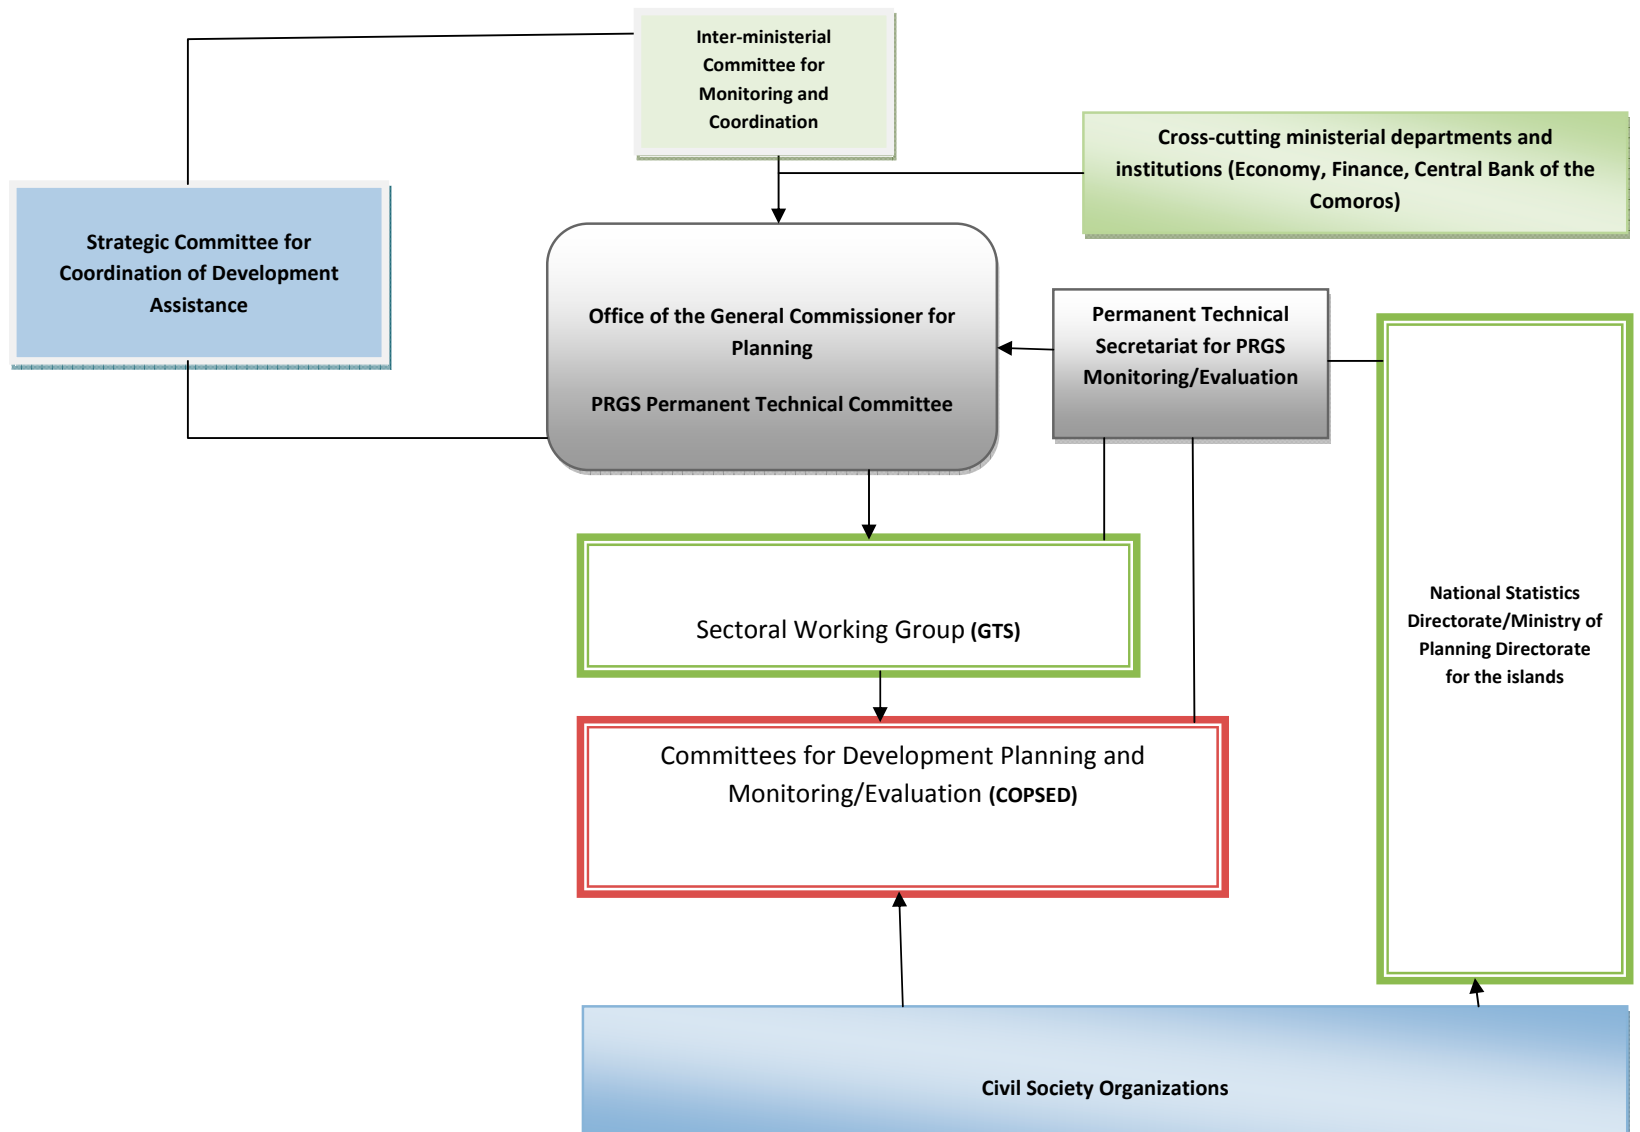 Inter-ministerial
Committee for
Monitoring and
Coordination
Cross-cutting ministerial departments and
institutions (Economy, Finance, Central Bank of the
Comoros)
Strategic Committee for
Coordination of Development
Assistance
Office of the General Commissioner for
Planning
PRGS Permanent Technical Committee
Permanent Technical
Secretariat for PRGS
Monitoring/Evaluation
National Statistics
Directorate/Ministry of
Planning Directorate
for the islands
Sectoral Working Group (GTS)
Committees for Development Planning and
Monitoring/Evaluation (COPSED)
Civil Society Organizations